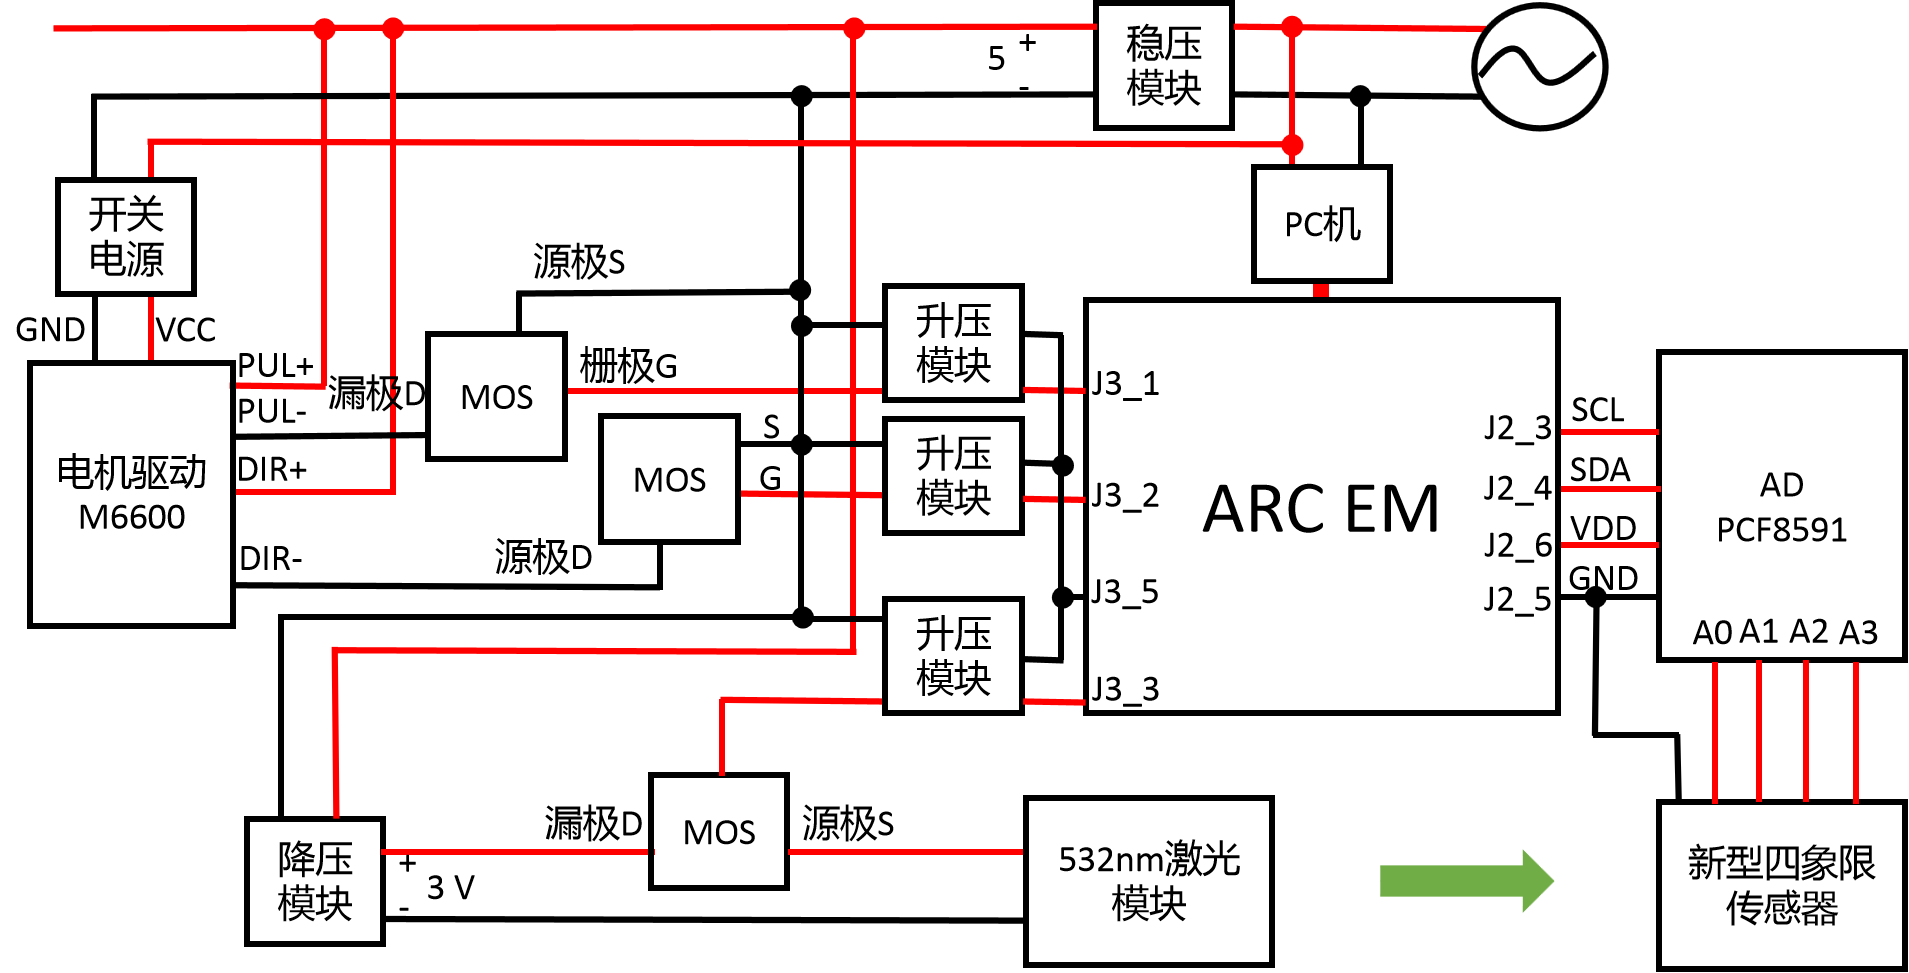 5
+
-
稳压
模块
开关
电源
PC机
源极S
GND
VCC
升压
模块
PUL+
漏极D
MOS
栅极G
J3_1
PUL-
S
升压
模块
SCL
J2_3
电机驱动
M6600
DIR+
MOS
G
J3_2
ARC EM
SDA
J2_4
AD
PCF8591
VDD
J2_6
DIR-
源极D
J3_5
GND
J2_5
升压
模块
A0
A1
A2
A3
J3_3
降压
模块
+
3 V
-
漏极D
MOS
源极S
532nm激光
模块
新型四象限
传感器